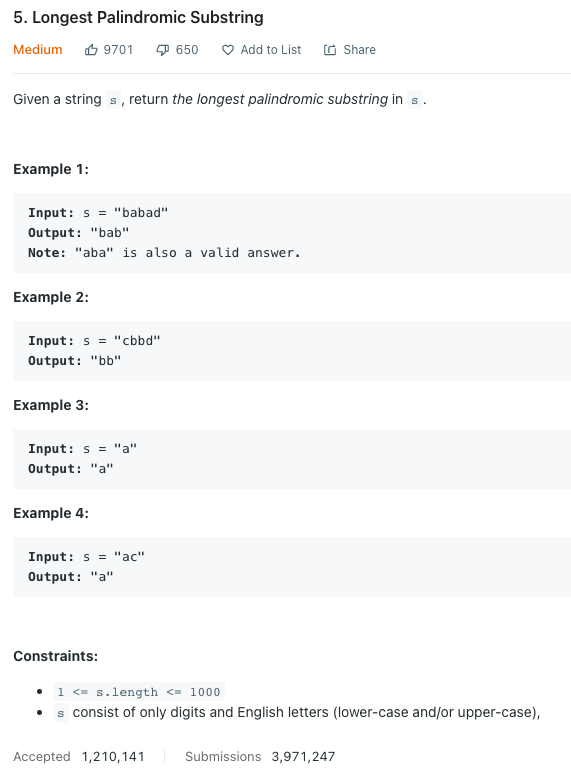 5. Longest Palindromic Substring
Medium 9701 650 Add to List Share
Given a string s , return the longest palindromic substring in s .
Example 1:
Input: s = "babad"
Output: "bab"
Note: "aba" is also a valid answer.
Example 2:
Input: s = "cbbd"
Output: "bb"
Example 3:
Input: s = "a"
Output: "a"
Example 4:
Input: s = "ac"
Output: "a"
Constraints:
• 1 <= s.length <= 1000
• s consist of only digits and English letters (lower-case and/or upper-case),
Accepted 1,210,141 Submissions 3,971,247